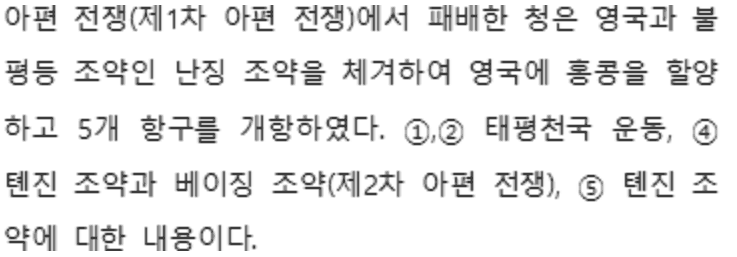 아편 전쟁(제1차 아편 전쟁)에서 패배한 청은 영국과 불
평등 조약인 난징 조약을 체겨하여 영국에 홍콩을 할양
하고 5개 항구를 개항하였다. ①,② 태평천국 운동, ④
톈진 조약과 베이징 조약(제2차 아편 전쟁), ⑤ 톈진 조
약에 대한 내용이다.